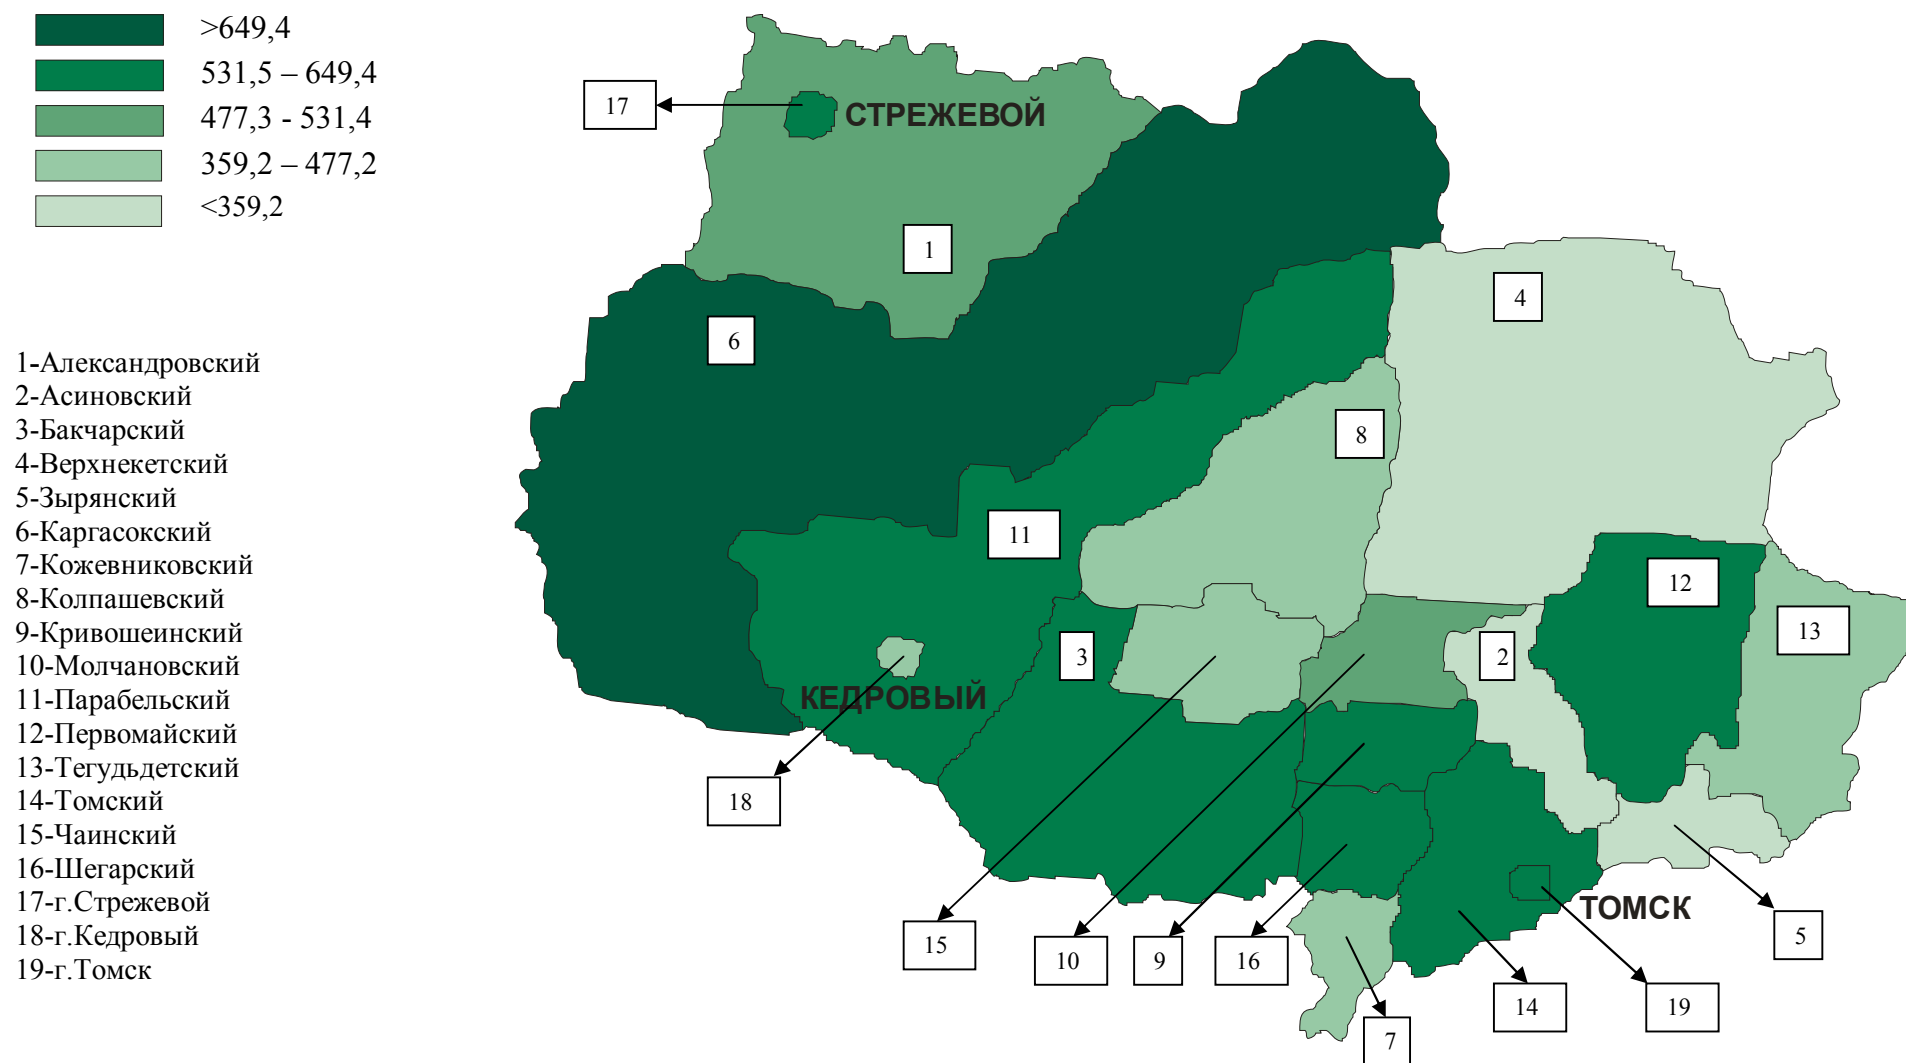 >649,4
531,5 – 649,4
477,3 - 531,4
359,2 – 477,2
<359,2
1-Александровский
2-Асиновский
3-Бакчарский
4-Верхнекетский
5-Зырянский
6-Каргасокский
7-Кожевниковский
8-Колпашевский
9-Кривошеинский
10-Молчановский
11-Парабельский
12-Первомайский
13-Тегудьдетский
14-Томский
15-Чаинский
16-Шегарский
17-г.Стрежевой
18-г.Кедровый
19-г.Томск
17
СТРЕЖЕВОЙ
1
4
6
8
11
12
13
3
2
КЕДРОВЫЙ
18
ТОМСК
15
10
9
16
5
14
19
7